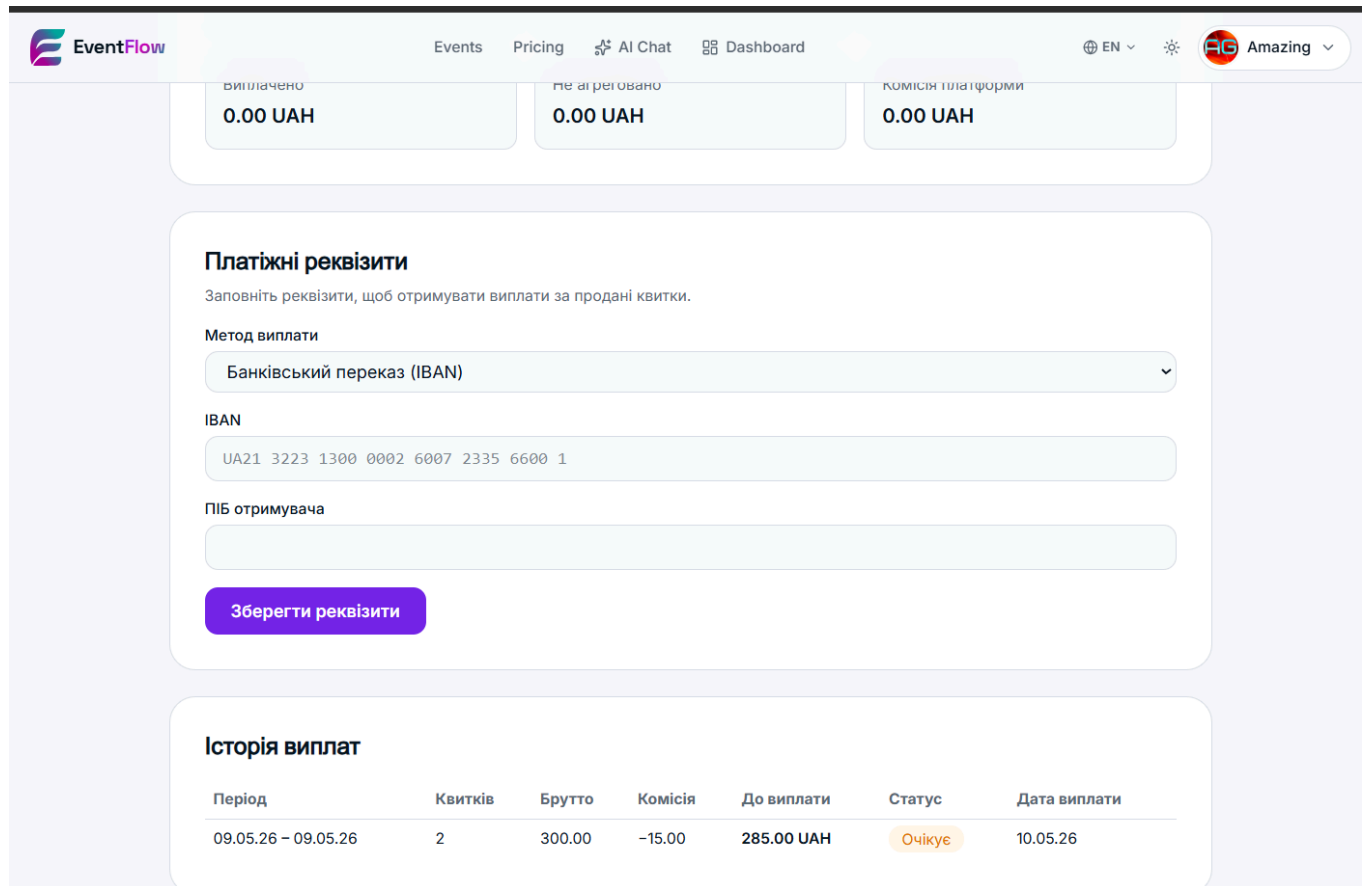 EventFlow Events Pricing AI Chat Dashboard EN AG Amazing
Виплачено Не агреговано Комісія платформи
0.00 UAH 0.00 UAH 0.00 UAH
Платіжні реквізити
Заповніть реквізити, щоб отримувати виплати за продані квитки.
Метод виплати
Банківський переказ (IBAN)
IBAN
UA21 3223 1300 0002 6007 2335 6600 1
ПІБ отримувача
Зберегти реквізити
Історія виплат
Період Квитків Брутто Комісія До виплати Статус Дата виплати
09.05.26 – 09.05.26 2 300.00 −15.00 285.00 UAH Очікує 10.05.26